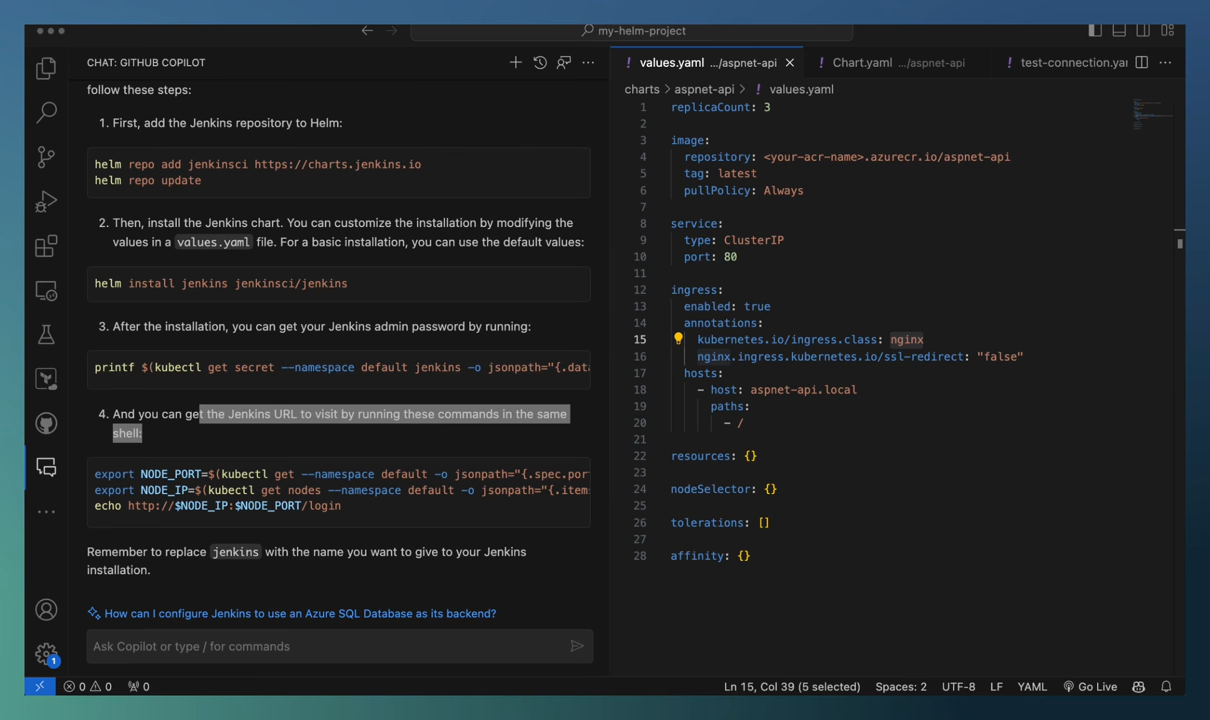 my-helm-project
CHAT: GITHUB COPILOT
follow these steps:
1. First, add the Jenkins repository to Helm:
helm repo add jenkinsci https://charts.jenkins.io
helm repo update
2. Then, install the Jenkins chart. You can customize the installation by modifying the
values in a values.yaml file. For a basic installation, you can use the default values:
helm install jenkins jenkinsci/jenkins
3. After the installation, you can get your Jenkins admin password by running:
printf $(kubectl get secret --namespace default jenkins -o jsonpath="{.data
4. And you can get the Jenkins URL to visit by running these commands in the same
shell:
export NODE_PORT=$(kubectl get --namespace default -o jsonpath="{.spec.por
export NODE_IP=$(kubectl get nodes --namespace default -o jsonpath="{.items
echo http://$NODE_IP:$NODE_PORT/login
Remember to replace jenkins with the name you want to give to your Jenkins
installation.
How can I configure Jenkins to use an Azure SQL Database as its backend?
Ask Copilot or type / for commands
values.yaml .../aspnet-api
Chart.yaml .../aspnet-api
test-connection.yam
charts > aspnet-api > ! values.yaml
1 replicaCount: 3
2
3 image:
4 repository: <your-acr-name>.azurecr.io/aspnet-api
5 tag: latest
6 pullPolicy: Always
7
8 service:
9 type: ClusterIP
10 port: 80
11
12 ingress:
13 enabled: true
14 annotations:
15 kubernetes.io/ingress.class: nginx
16 nginx.ingress.kubernetes.io/ssl-redirect: "false"
17 hosts:
18 - host: aspnet-api.local
19 paths:
20 - /
21
22 resources: {}
23
24 nodeSelector: {}
25
26 tolerations: []
27
28 affinity: {}
1
0 0 0
Ln 15, Col 39 (5 selected) Spaces: 2 UTF-8 LF YAML Go Live